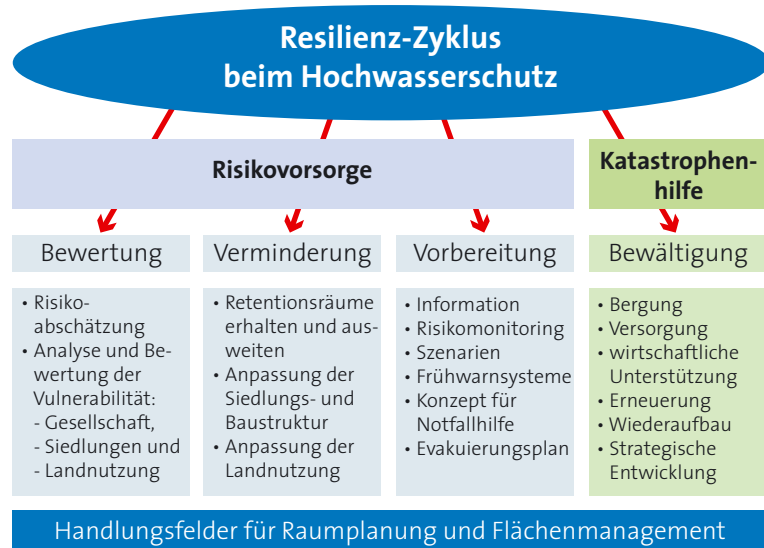 Resilienz-Zyklus
beim Hochwasserschutz
Risikovorsorge
Katastrophen-
hilfe
Bewertung
• Risiko-
abschätzung
• Analyse und Be-
wertung der
Vulnerabilität:
- Gesellschaft,
- Siedlungen und
- Landnutzung
Verminderung
• Retentionsräume
erhalten und aus-
weiten
• Anpassung der
Siedlungs- und
Baustruktur
• Anpassung der
Landnutzung
Vorbereitung
• Information
• Risikomonitoring
• Szenarien
• Frühwarnsysteme
• Konzept für
Notfallhilfe
• Evakuierungsplan
Bewältigung
• Bergung
• Versorgung
• wirtschaftliche
Unterstützung
• Erneuerung
• Wiederaufbau
• Strategische
Entwicklung
Handlungsfelder für Raumplanung und Flächenmanagement